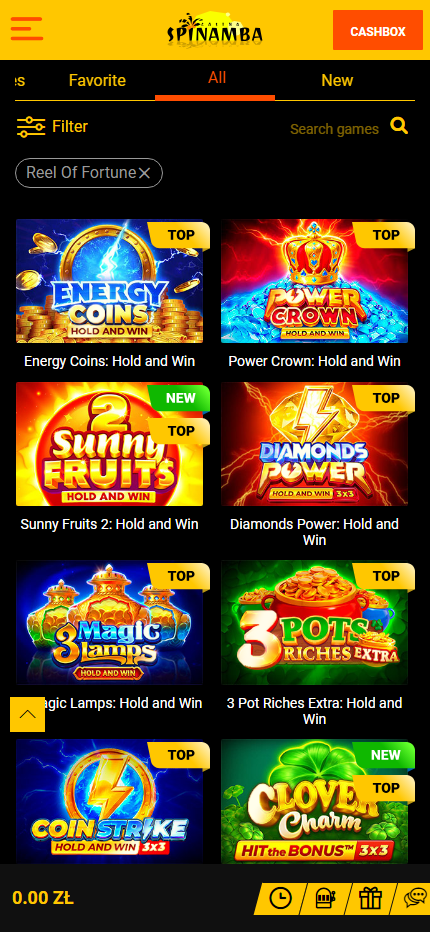 CASINO
SPINAMBA
CASHBOX
es
Favorite
All
New
Filter
Search games
Reel Of Fortune
TOP
ENERGY
COINS
HOLD AND WIN
TOP
POWER
CROWN
HOLD AND WIN
Energy Coins: Hold and Win
Power Crown: Hold and Win
NEW
TOP
2
Sunny
FRUITS
HOLD AND WIN
TOP
DIAMONDS
POWER
HOLD AND WIN 3X3
Sunny Fruits 2: Hold and Win
Diamonds Power: Hold and
Win
TOP
3 Magic
Lamps
HOLD AND WIN
TOP
3 POTS
RICHES EXTRA
agic Lamps: Hold and Win
3 Pot Riches Extra: Hold and
Win
TOP
COIN STRIKE
HOLD AND WIN 3X3
NEW
TOP
CLOVER
Charm
HIT the BONUS™ 3X3
0.00 ZŁ